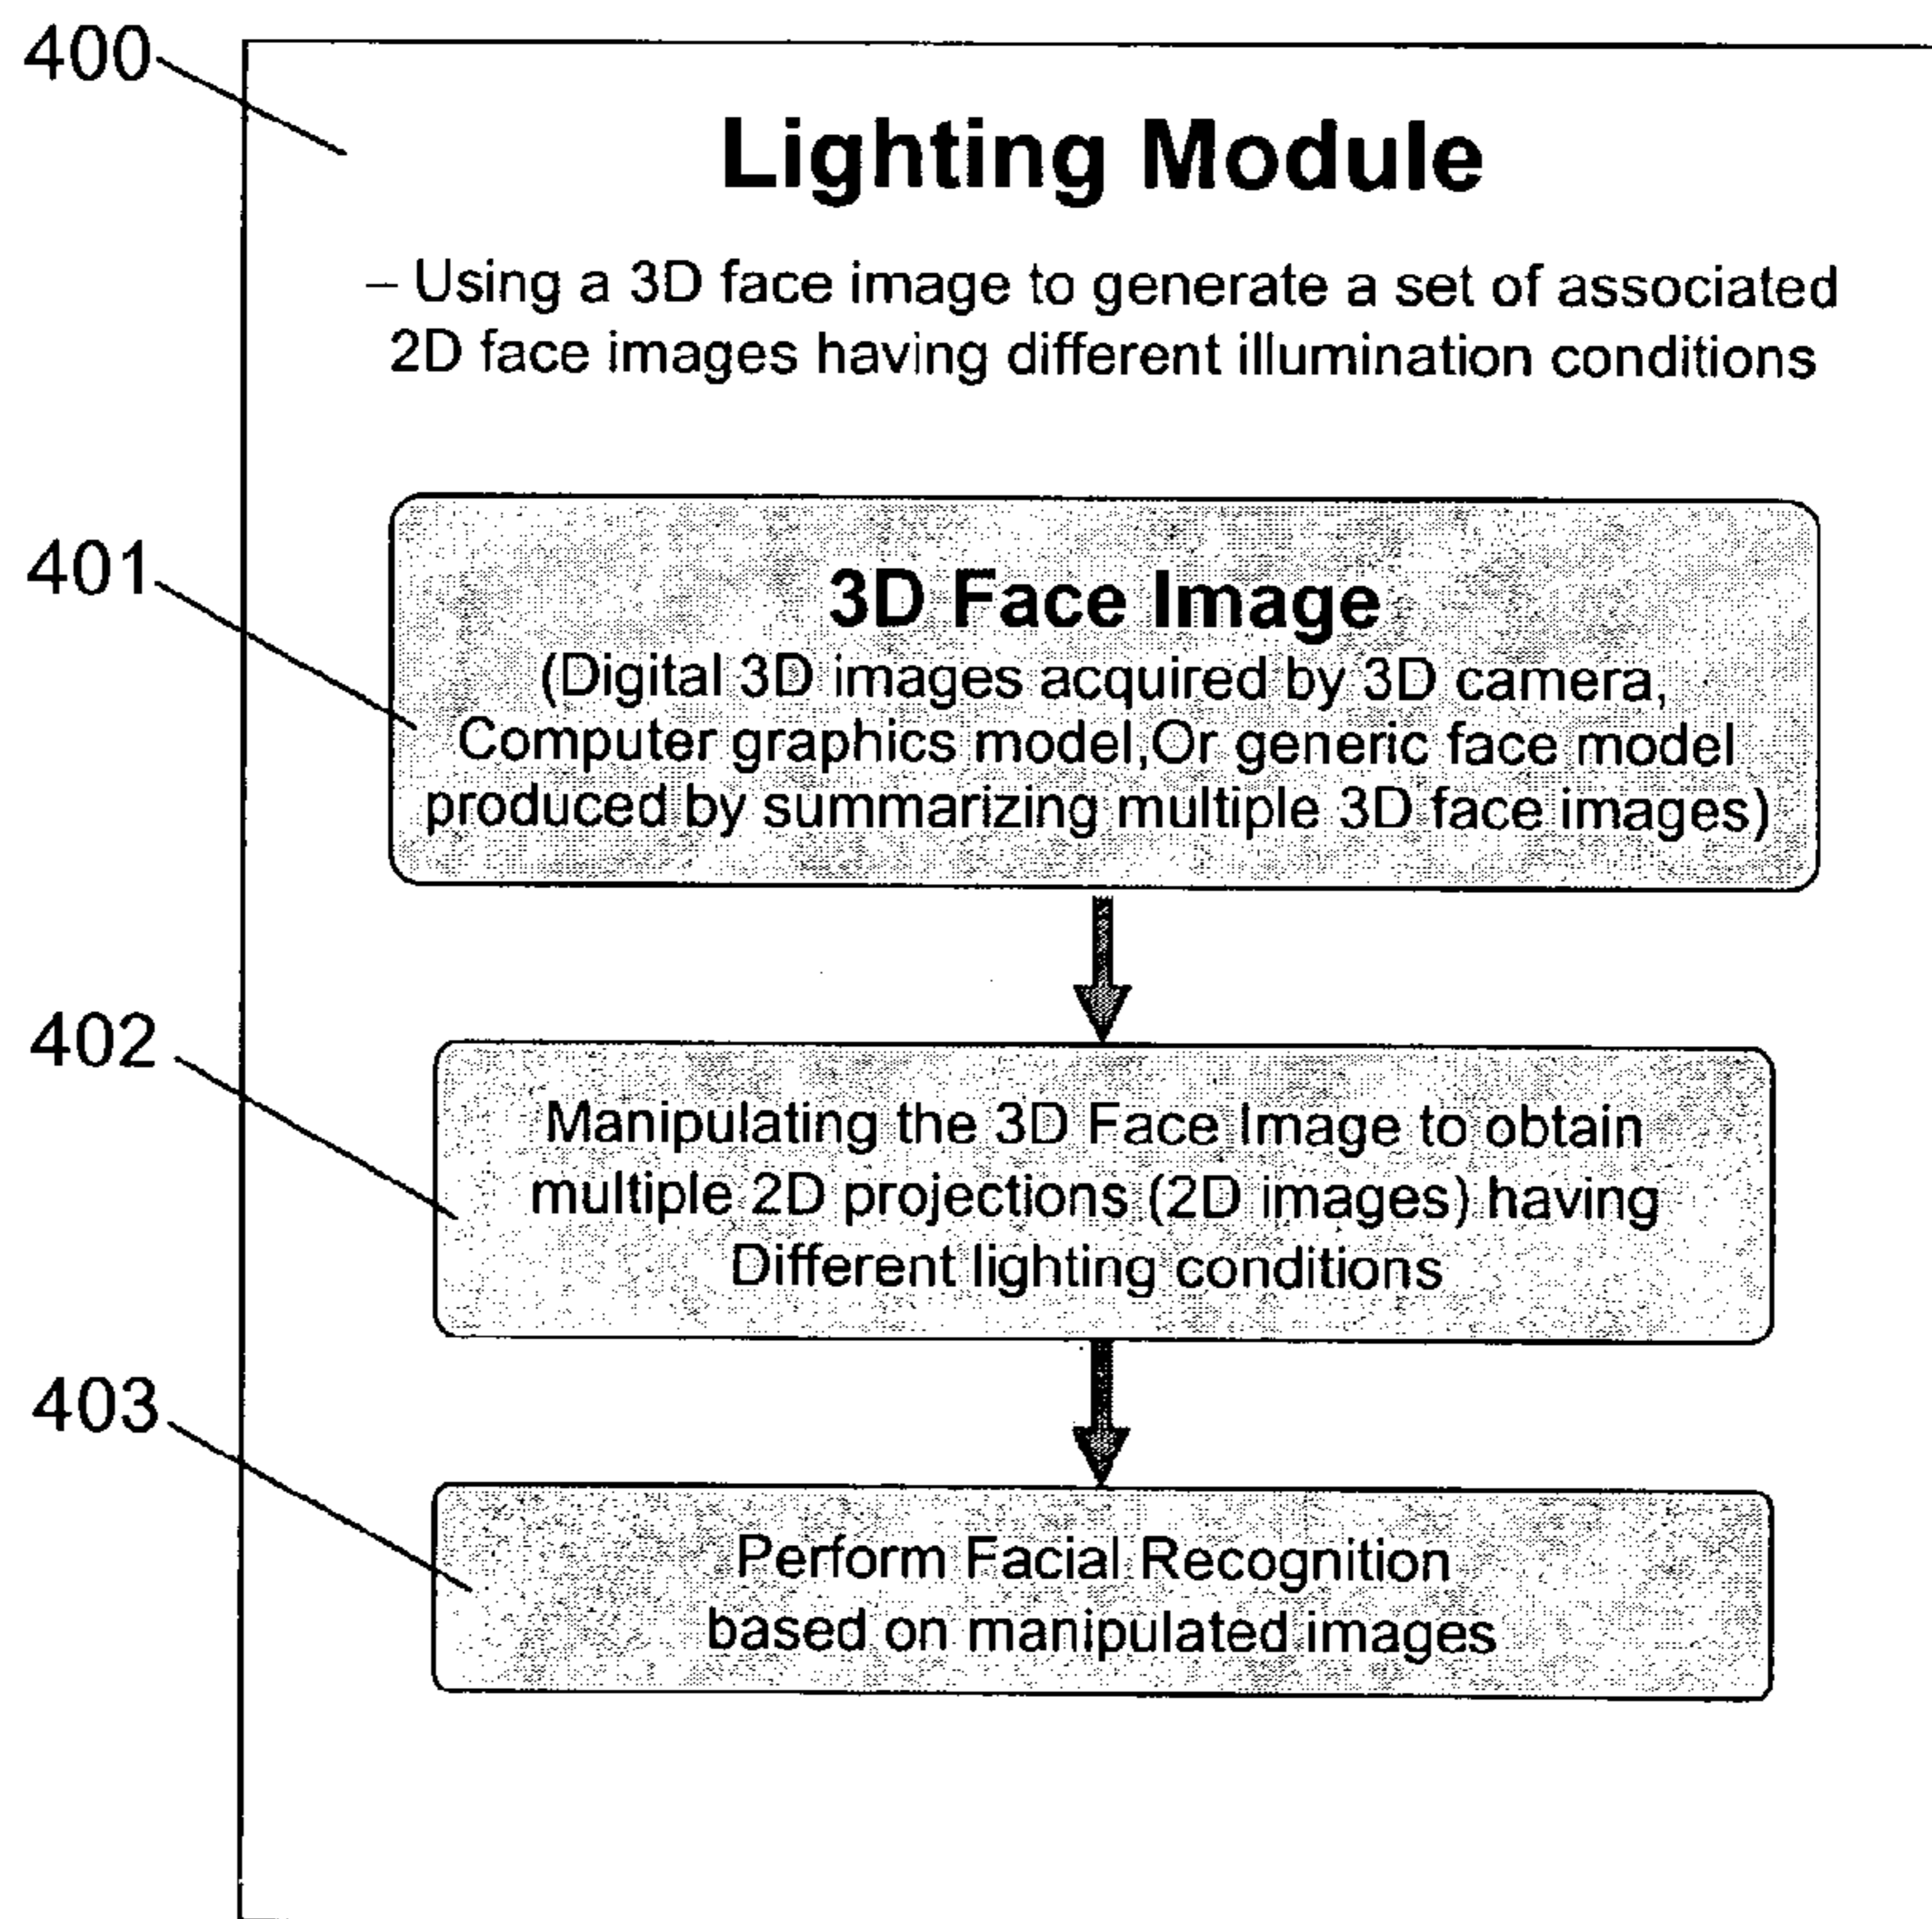 400
Lighting Module
– Using a 3D face image to generate a set of associated
2D face images having different illumination conditions
401
3D Face Image
(Digital 3D images acquired by 3D camera,
Computer graphics model,Or generic face model
produced by summarizing multiple 3D face images)
402
Manipulating the 3D Face Image to obtain
multiple 2D projections (2D images) having
Different lighting conditions
403
Perform Facial Recognition
based on manipulated images